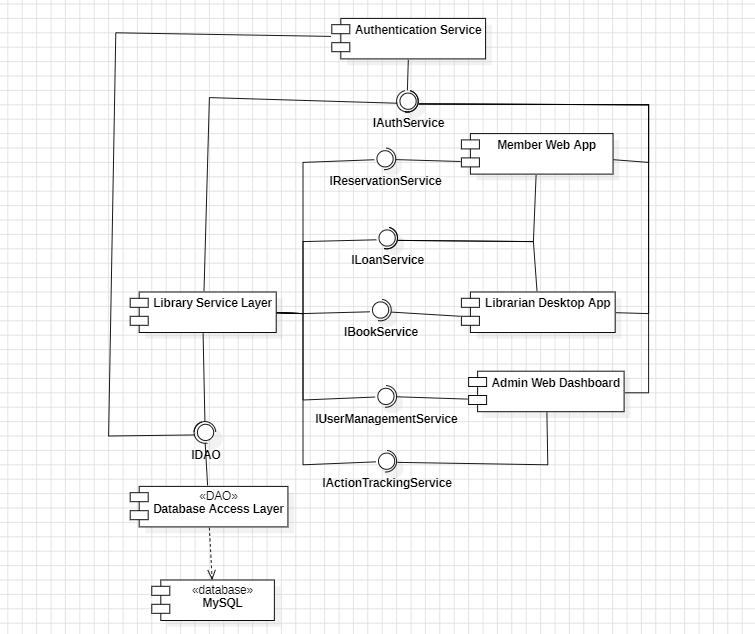 Authentication Service
IAuthService
Member Web App
IReservationService
ILoanService
Library Service Layer
Librarian Desktop App
IBookService
Admin Web Dashboard
IUserManagementService
IDAO
IActionTrackingService
«DAO»
Database Access Layer
«database»
MySQL